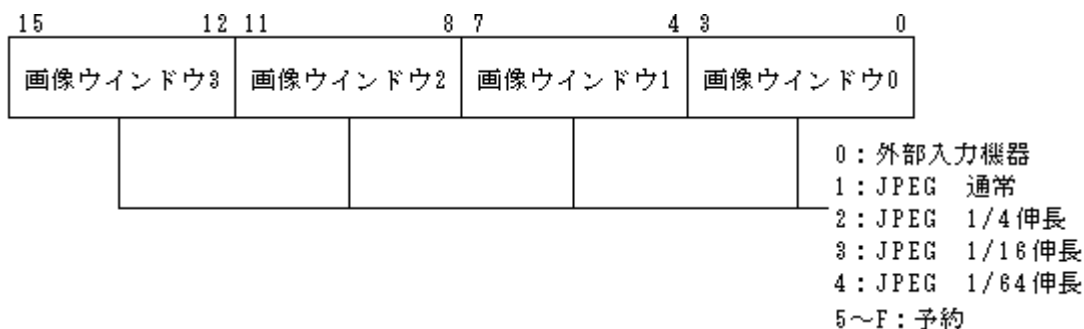 15 12 11 8 7 4 3 0
画像ウインドウ3 画像ウインドウ2 画像ウインドウ1 画像ウインドウ0
0：外部入力機器
1：JPEG　通常
2：JPEG　1/4伸長
3：JPEG　1/16伸長
4：JPEG　1/64伸長
5～F：予約